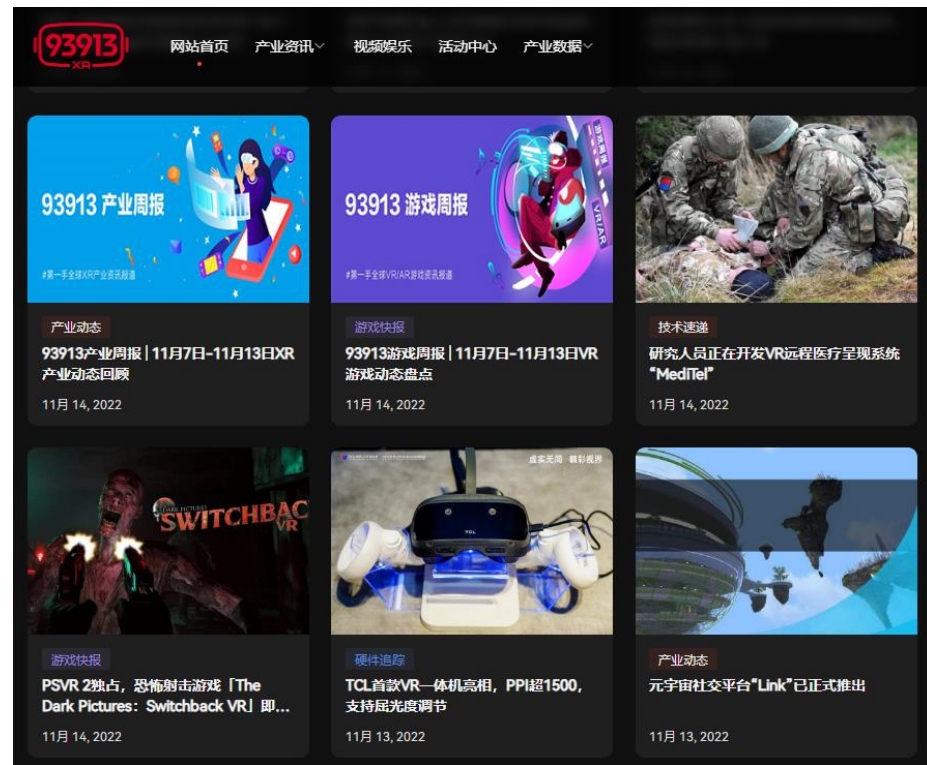 93913
XR
网站首页 产业资讯 视频娱乐 活动中心 产业数据
93913 产业周报
#第一手全球XR产业资讯报道
产业动态
93913产业周报 | 11月7日-11月13日XR
产业动态回顾
11月 14, 2022
93913 游戏周报
#第一手全球VR/AR游戏资讯报道
游戏周报
VR/AR
游戏快报
93913游戏周报 | 11月7日-11月13日VR
游戏动态盘点
11月 14, 2022
技术速递
研究人员正在开发VR远程医疗呈现系统
“MediTel”
11月 14, 2022
THE DARK PICTURES
SWITCHBAC
VR
游戏快报
PSVR 2独占，恐怖射击游戏「The
Dark Pictures：Switchback VR」即...
11月 14, 2022
虚实无间 瞩彩视界
TCL
硬件追踪
TCL首款VR一体机亮相，PPI超1500，
支持屈光度调节
11月 13, 2022
产业动态
元宇宙社交平台“Link”已正式推出
11月 13, 2022